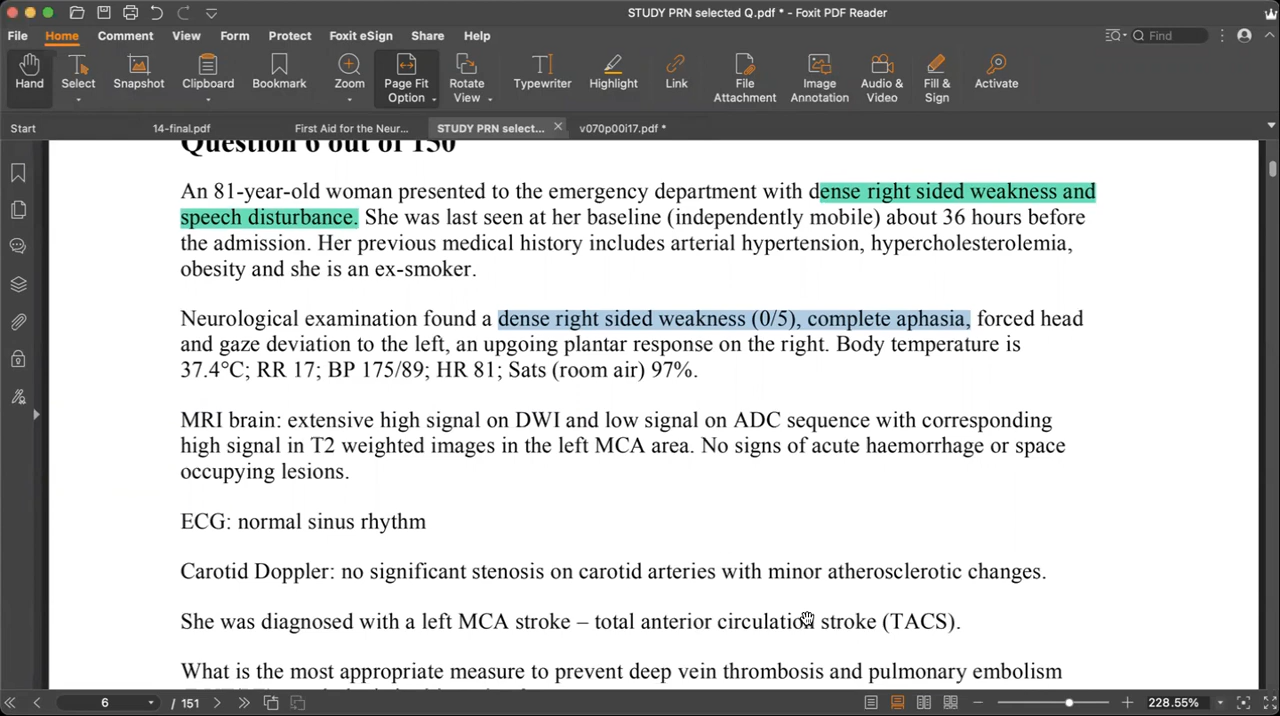 STUDY PRN selected Q.pdf * - Foxit PDF Reader
File Home Comment View Form Protect Foxit eSign Share Help Find
Hand Select Snapshot Clipboard Bookmark Zoom Page Fit Option Rotate View Typewriter Highlight Link File Attachment Image Annotation Audio & Video Fill & Sign Activate
Start 14-final.pdf First Aid for the Neur... STUDY PRN select... v070p00i17.pdf *
Question 6 out of 150
An 81-year-old woman presented to the emergency department with dense right sided weakness and
speech disturbance. She was last seen at her baseline (independently mobile) about 36 hours before
the admission. Her previous medical history includes arterial hypertension, hypercholesterolemia,
obesity and she is an ex-smoker.
Neurological examination found a dense right sided weakness (0/5), complete aphasia, forced head
and gaze deviation to the left, an upgoing plantar response on the right. Body temperature is
37.4°C; RR 17; BP 175/89; HR 81; Sats (room air) 97%.
MRI brain: extensive high signal on DWI and low signal on ADC sequence with corresponding
high signal in T2 weighted images in the left MCA area. No signs of acute haemorrhage or space
occupying lesions.
ECG: normal sinus rhythm
Carotid Doppler: no significant stenosis on carotid arteries with minor atherosclerotic changes.
She was diagnosed with a left MCA stroke – total anterior circulation stroke (TACS).
What is the most appropriate measure to prevent deep vein thrombosis and pulmonary embolism
6 / 151 228.55%